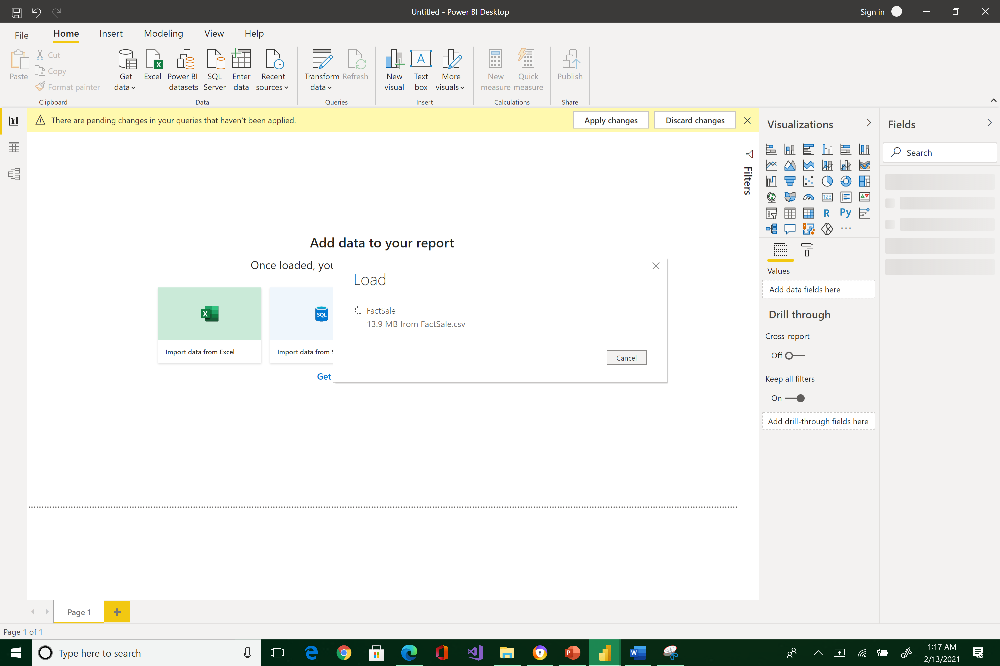 Untitled - Power BI Desktop
Sign in
File
Home
Insert
Modeling
View
Help
Paste
Cut
Copy
Format painter
Clipboard
Get data
Excel
Power BI datasets
SQL Server
Enter data
Recent sources
Data
Transform data
Refresh
Queries
New visual
Text box
More visuals
Insert
New measure
Quick measure
Calculations
Publish
Share
There are pending changes in your queries that haven't been applied.
Apply changes
Discard changes
Filters
Add data to your report
Once loaded, you
Import data from Excel
SQL
Import data from S
Get
Load
FactSale
13.9 MB from FactSale.csv
Cancel
Visualizations
123
R
Py
Values
Add data fields here
Drill through
Cross-report
Off
Keep all filters
On
Add drill-through fields here
Fields
Search
Page 1
Page 1 of 1
Type here to search
1:17 AM
2/13/2021